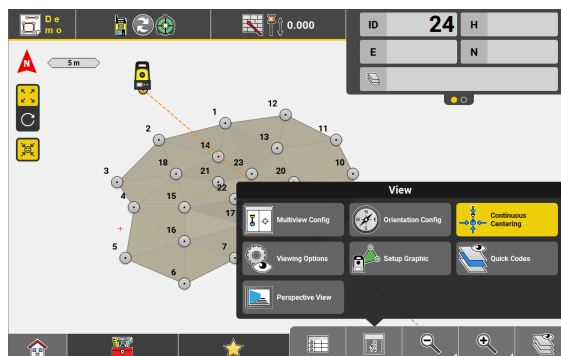 De
mo
0.000
ID 24 H
E N
N
5 m
12
1
2
11
13
14
18
21
23
20
10
3
22
4
15
17
16
5
7
6
View
Multiview Config
Orientation Config
Continuous
Centering
Viewing Options
Setup Graphic
Quick Codes
Perspective View